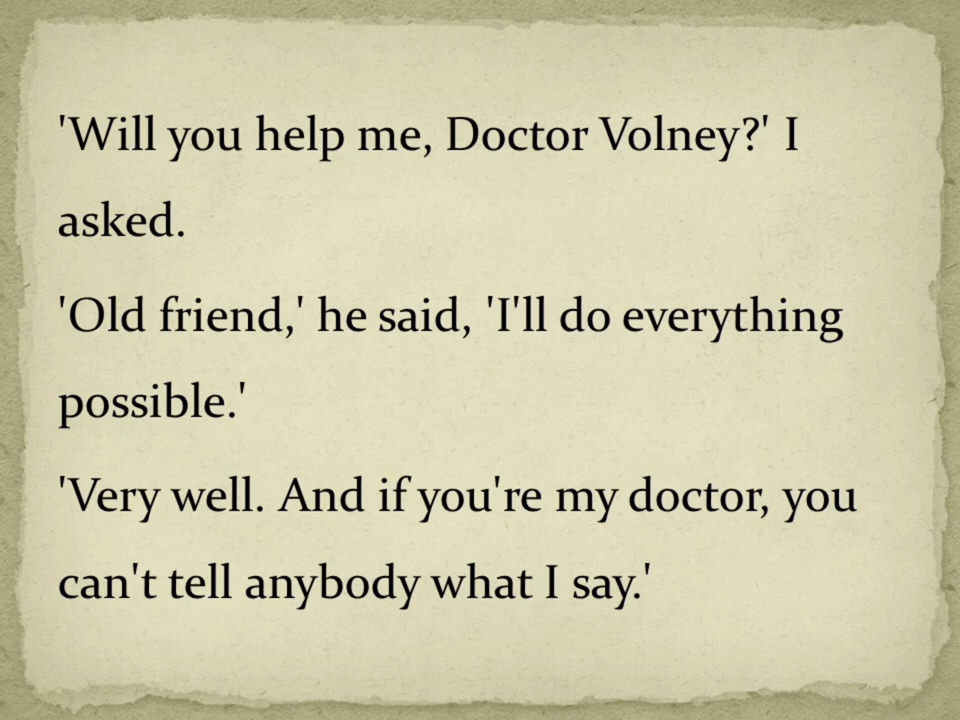 'Will you help me, Doctor Volney?' I
asked.
'Old friend,' he said, 'I'll do everything
possible.'
'Very well. And if you're my doctor, you
can't tell anybody what I say.'